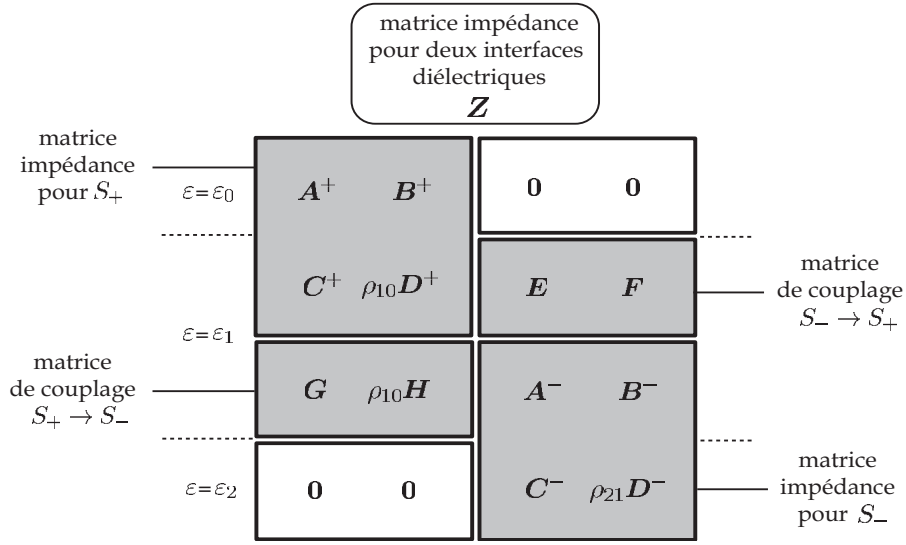 matrice impédance
pour deux interfaces
diélectriques
Z
matrice
impédance
pour S₊
ε=ε₀
A⁺ B⁺ 0 0
C⁺ ρ₁₀D⁺ E F
matrice
de couplage
S₋ → S₊
ε=ε₁
matrice
de couplage
S₊ → S₋
G ρ₁₀H A⁻ B⁻
ε=ε₂
0 0 C⁻ ρ₂₁D⁻
matrice
impédance
pour S₋